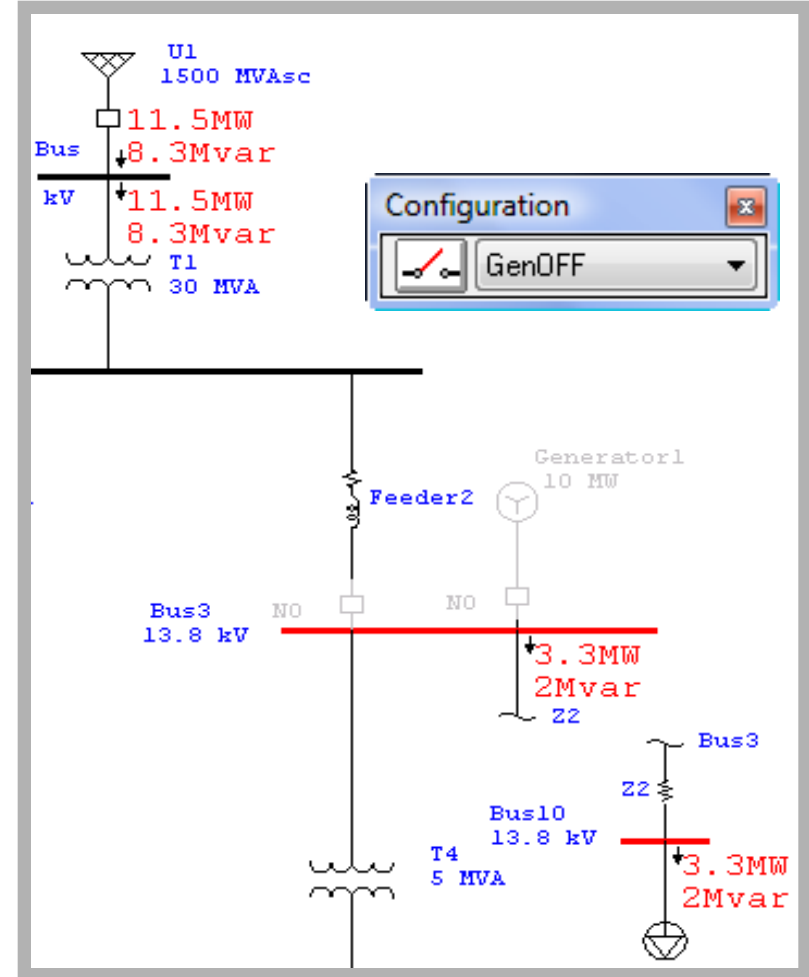 U1
1500 MVAsc
11.5MW
8.3Mvar
Bus
kV
11.5MW
8.3Mvar
T1
30 MVA
Configuration
GenOFF
Generator1
10 MW
Feeder2
Bus3
13.8 kV
NO
NO
3.3MW
2Mvar
Z2
Bus3
Z2
Bus10
13.8 kV
T4
5 MVA
3.3MW
2Mvar